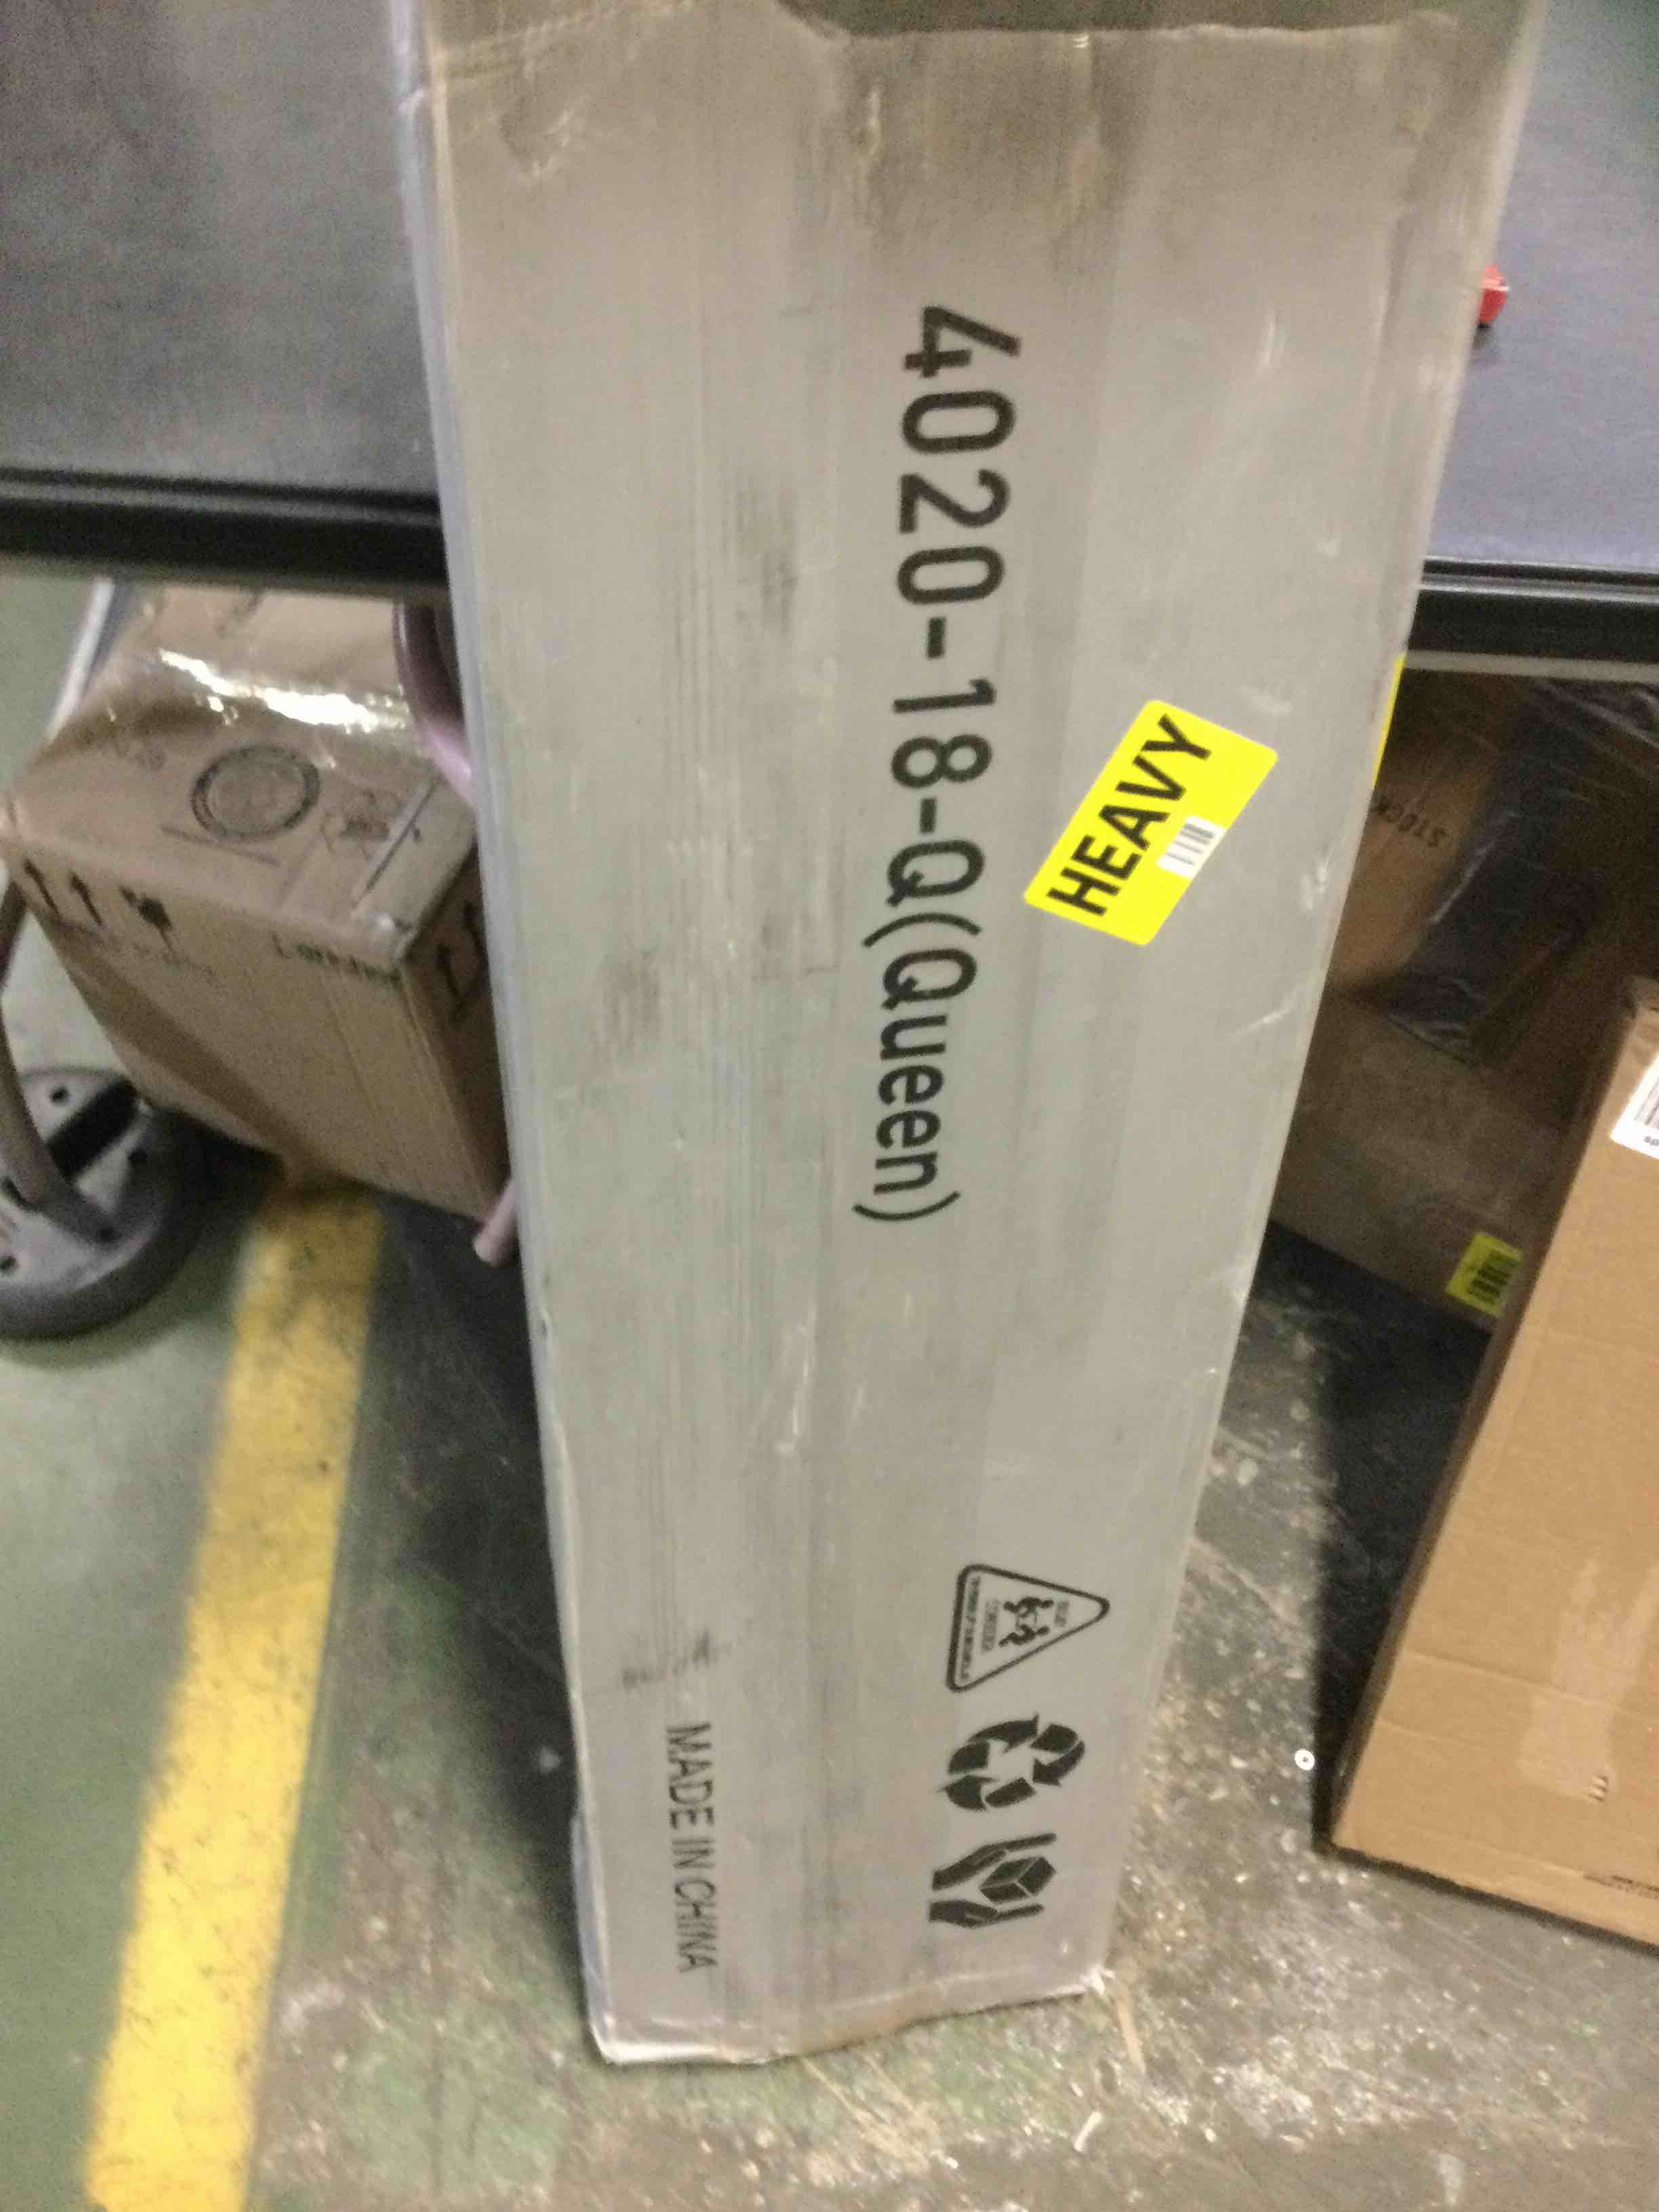 4020-18-Q(Queen)
HEAVY
MADE IN CHINA